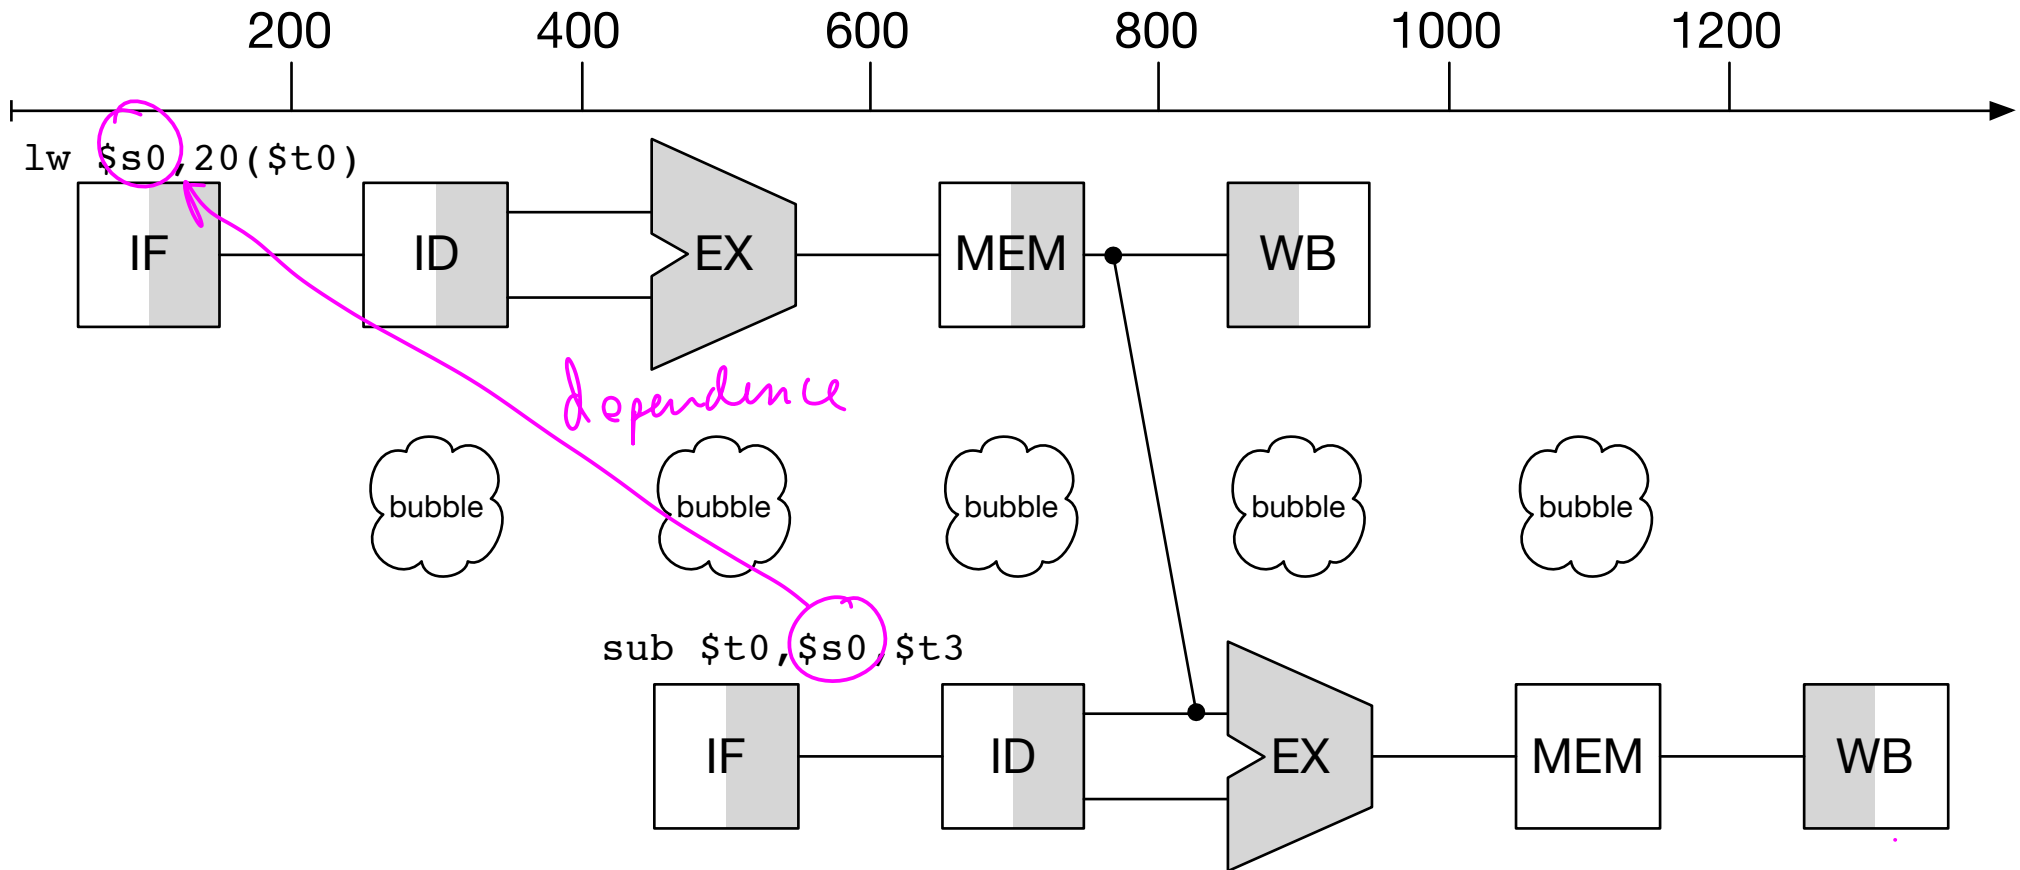 200 400 600 800 1000 1200
lw $s0,20($t0)
IF ID EX MEM WB
dependence
bubble bubble bubble bubble bubble
sub $t0,$s0,$t3
IF ID EX MEM WB